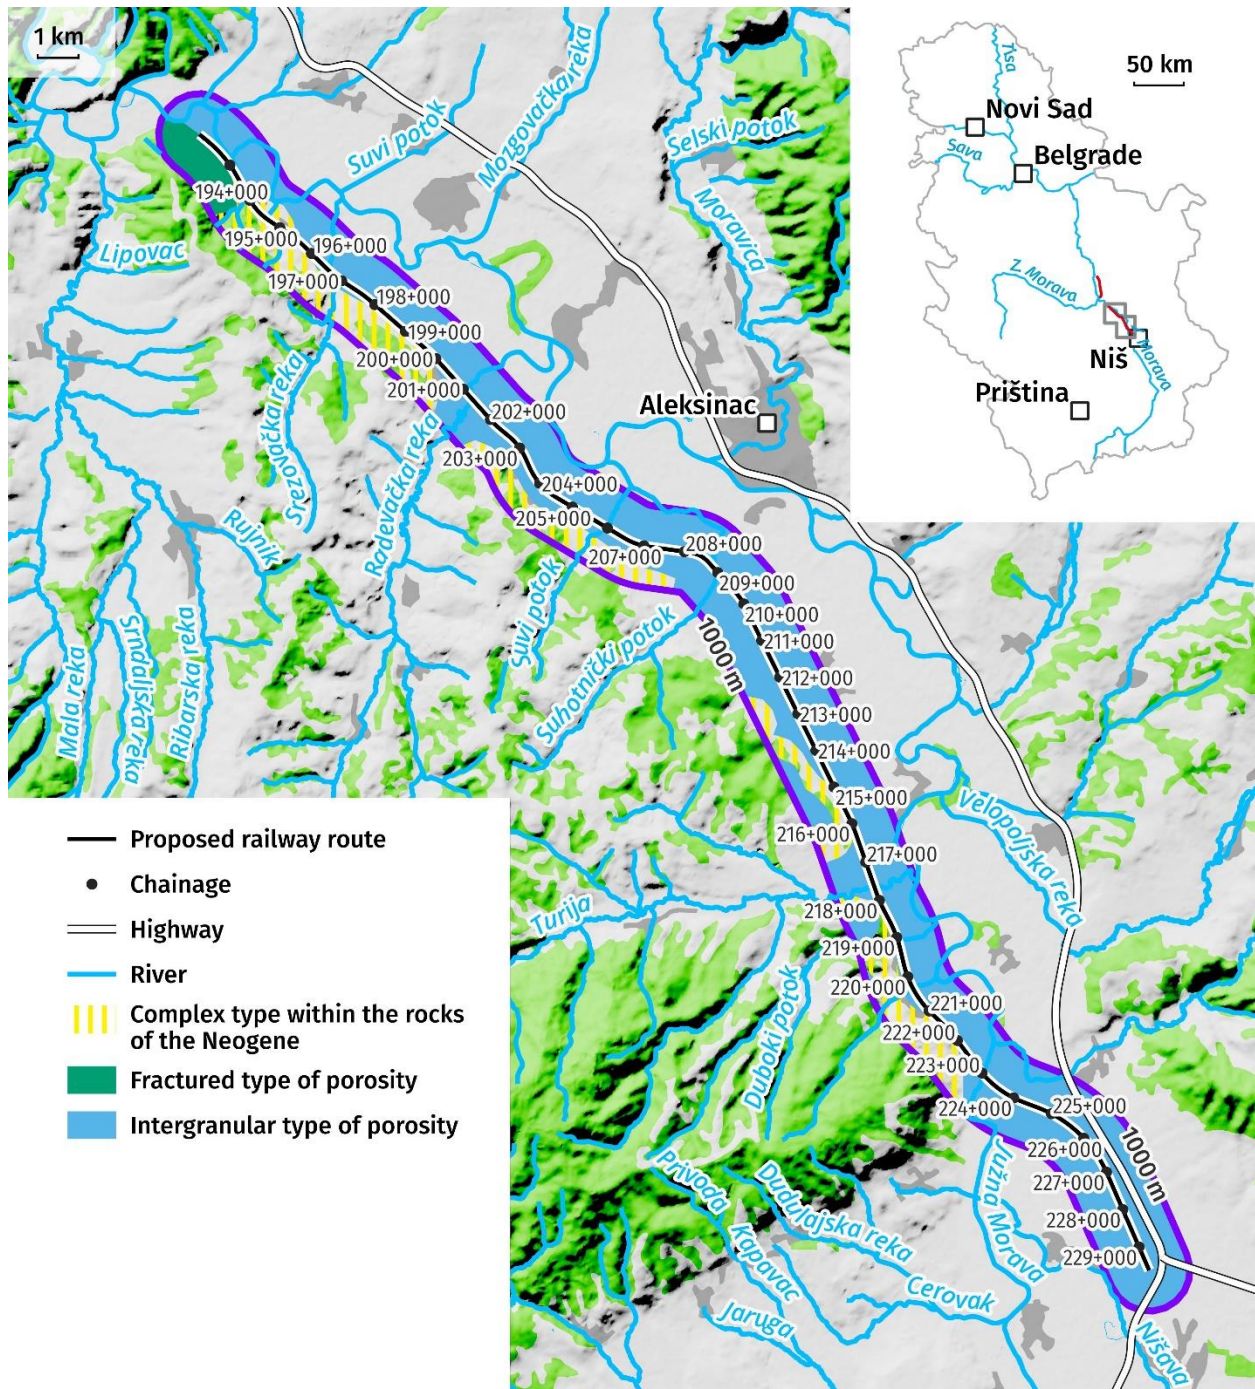 1 km
50 km
Tisa
Novi Sad
Sava
Belgrade
Z. Morava
Morava
Niš
Priština
Suvi potok
Mozgovačka reka
Selski potok
Moravica
Lipovac
Aleksinac
Srezovačka reka
Radevačka reka
Rujnik
Suvi potok
Suhotnički potok
Mala reka
Srndaljska reka
Ribarska reka
194+000
195+000
196+000
197+000
198+000
199+000
200+000
201+000
202+000
203+000
204+000
205+000
207+000
208+000
209+000
210+000
211+000
212+000
213+000
214+000
215+000
216+000
217+000
218+000
219+000
220+000
221+000
222+000
223+000
224+000
225+000
226+000
227+000
228+000
229+000
1000 m
1000 m
Velopoljska reka
Turija
Duboki potok
Privoda
Kapavac
Dudulajska reka
Cerovak
Jaruga
Južna Morava
Nišava
Proposed railway route
Chainage
Highway
River
Complex type within the rocks
of the Neogene
Fractured type of porosity
Intergranular type of porosity